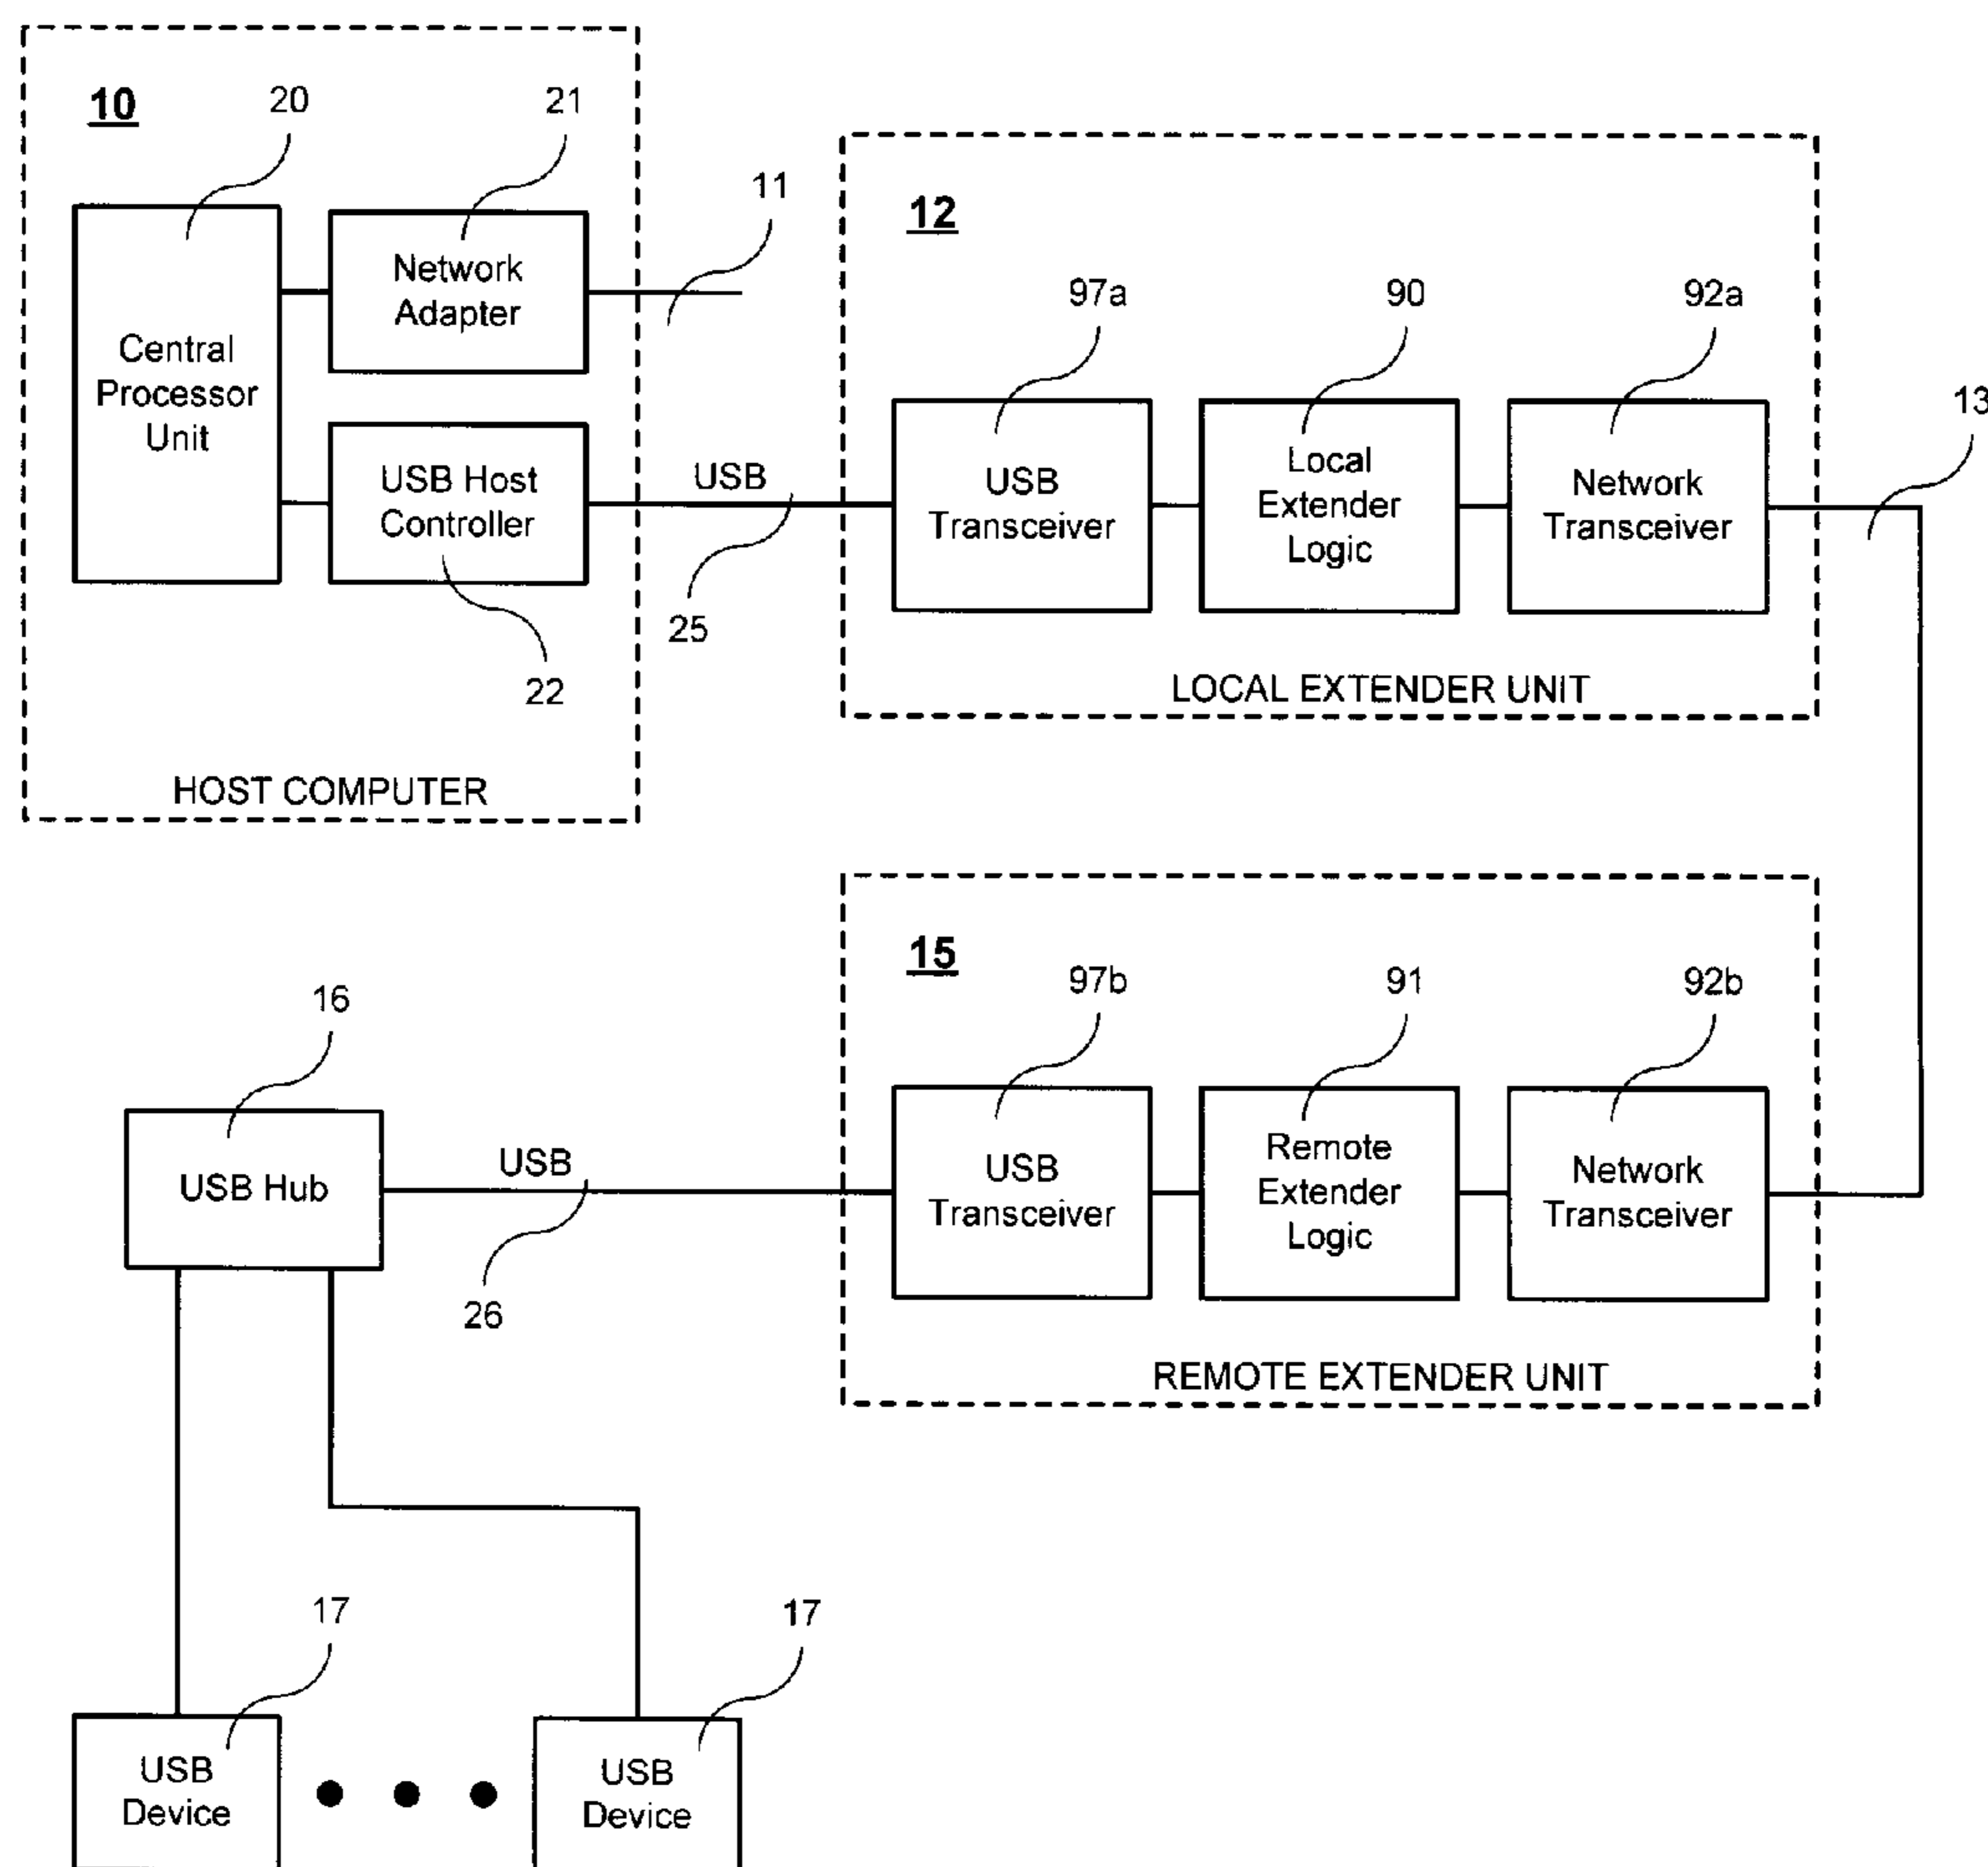 10
20
21
11
Network
Adapter
Central
Processor
Unit
USB Host
Controller
22
HOST COMPUTER
USB
25
12
97a
90
92a
13
USB
Transceiver
Local
Extender
Logic
Network
Transceiver
LOCAL EXTENDER UNIT
15
97b
91
92b
USB
Transceiver
Remote
Extender
Logic
Network
Transceiver
REMOTE EXTENDER UNIT
16
USB Hub
USB
26
17
17
USB
Device
USB
Device